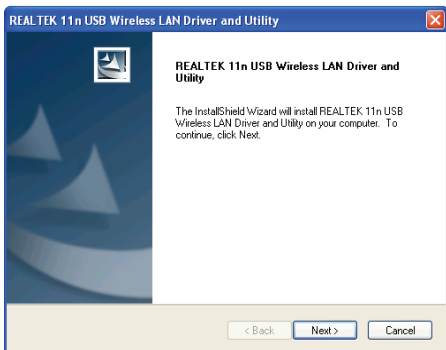 REALTEK 11n USB Wireless LAN Driver and Utility
REALTEK 11n USB Wireless LAN Driver and
Utility
The InstallShield Wizard will install REALTEK 11n USB
Wireless LAN Driver and Utility on your computer. To
continue, click Next.
< Back
Next >
Cancel